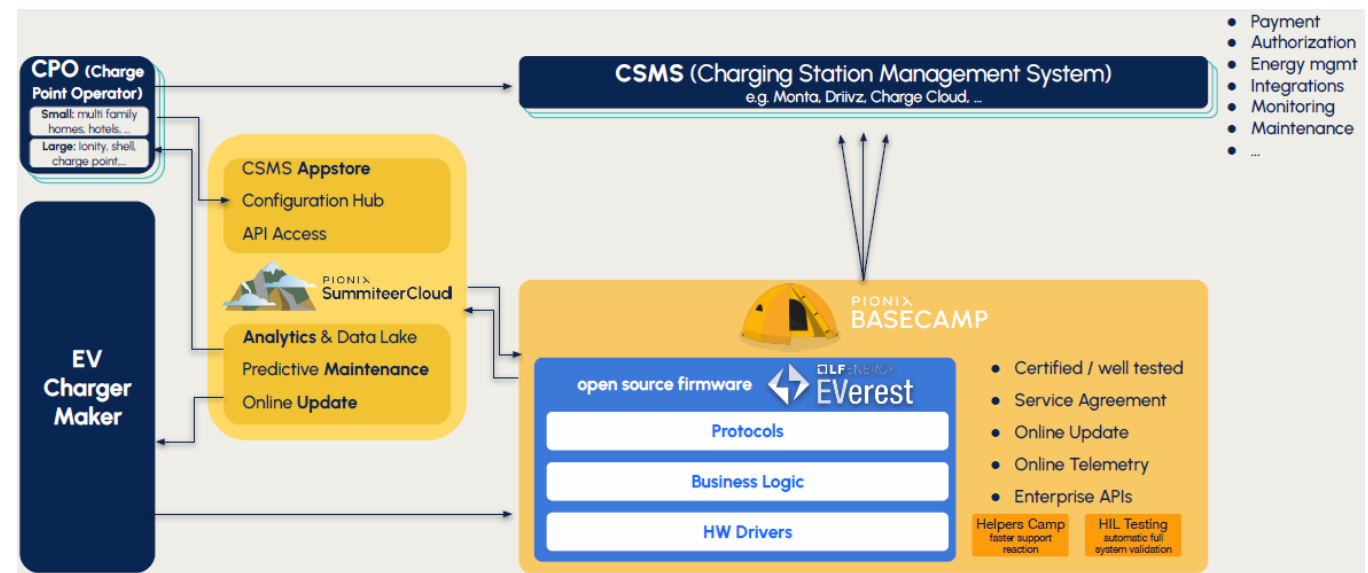 CPO (Charge
Point Operator)
Small: multi family
homes, hotels, ...
Large: Ionity, shell,
charge point,...
CSMS (Charging Station Management System)
e.g. Monta, Driivz, Charge Cloud, ...
● Payment
● Authorization
● Energy mgmt
● Integrations
● Monitoring
● Maintenance
● ...
CSMS Appstore
Configuration Hub
API Access
PIONIX
SummiteerCloud
Analytics & Data Lake
Predictive Maintenance
Online Update
EV
Charger
Maker
PIONIX
BASECAMP
open source firmware
LFENERGY
EVerest
Protocols
Business Logic
HW Drivers
● Certified / well tested
● Service Agreement
● Online Update
● Online Telemetry
● Enterprise APIs
Helpers Camp
faster support
reaction
HIL Testing
automatic full
system validation